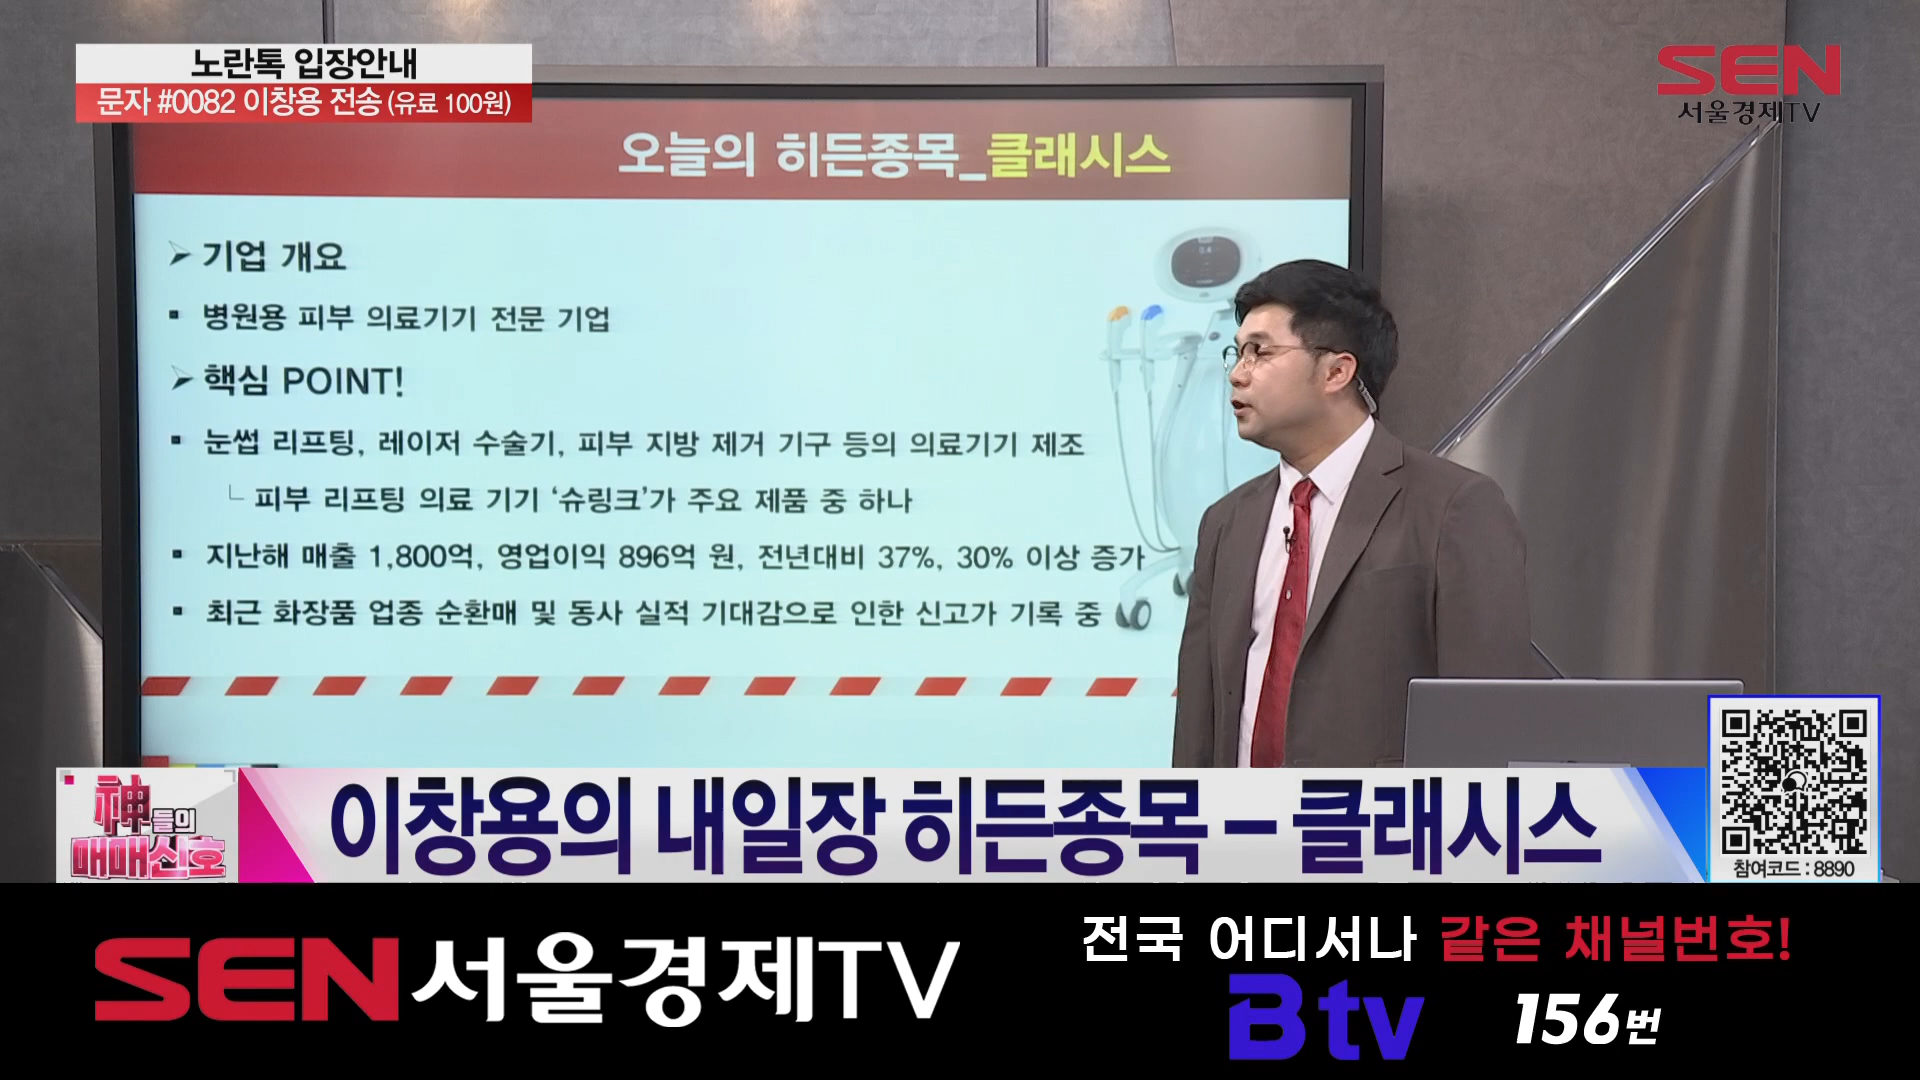 노란톡 입장안내
문자 #0082 이창용 전송 (유료 100원)
SEN
서울경제TV
오늘의 히든종목_클래시스
➢ 기업 개요
▪ 병원용 피부 의료기기 전문 기업
➢ 핵심 POINT!
▪ 눈썹 리프팅, 레이저 수술기, 피부 지방 제거 기구 등의 의료기기 제조
└ 피부 리프팅 의료 기기 ‘슈링크’가 주요 제품 중 하나
▪ 지난해 매출 1,800억, 영업이익 896억 원, 전년대비 37%, 30% 이상 증가
▪ 최근 화장품 업종 순환매 및 동사 실적 기대감으로 인한 신고가 기록 중
神들의
매매신호
이창용의 내일장 히든종목 – 클래시스
참여코드 : 8890
SEN 서울경제TV
전국 어디서나 같은 채널번호!
B tv 156번